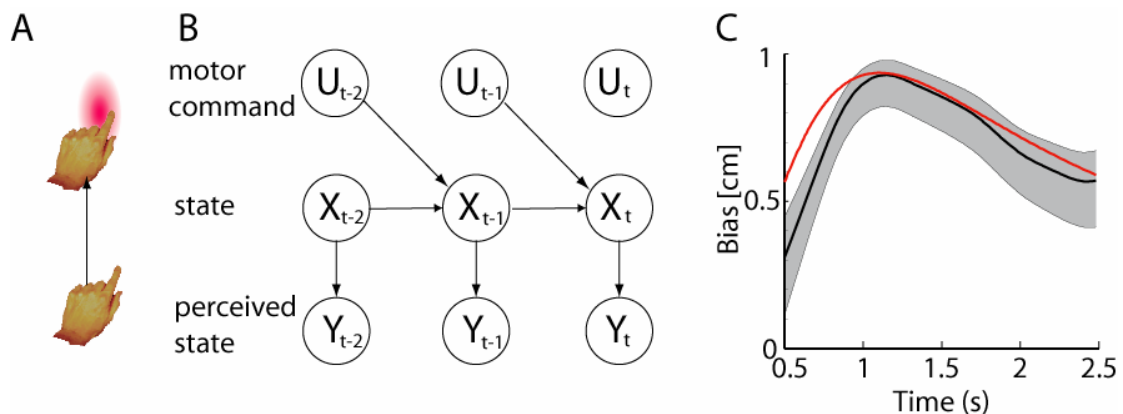 A
B
C
motor
command
U t-2
U t-1
U t
state
X t-2
X t-1
X t
perceived
state
Y t-2
Y t-1
Y t
Bias [cm]
1
0.5
0
0.5 1 1.5 2 2.5
Time (s)